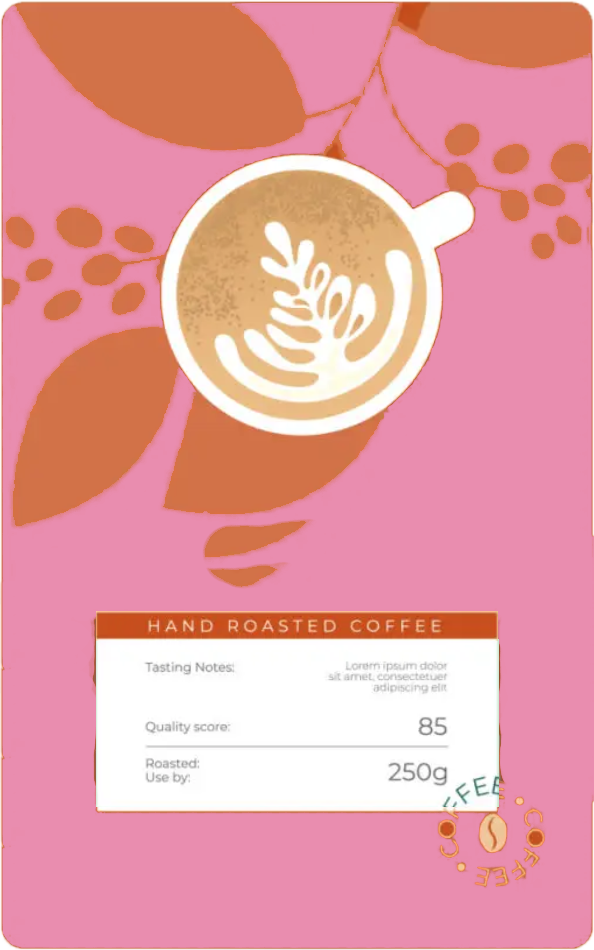 HAND ROASTED COFFEE
Tasting Notes:
Lorem ipsum dolor
sit amet, consectetuer
adipiscing elit
Quality score:
85
Roasted:
Use by:
250g
COFFEE • COFFEE •